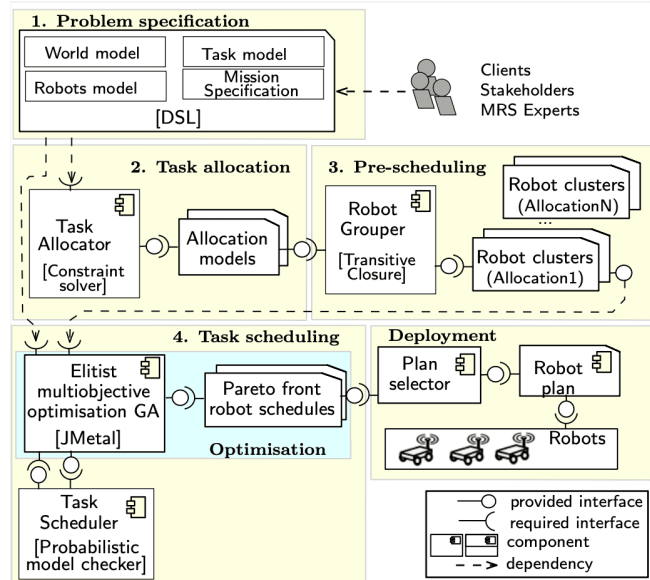 1. Problem specification
World model
Task model
Robots model
Mission
Specification
[DSL]
Clients
Stakeholders
MRS Experts
2. Task allocation
Task
Allocator
[Constraint
solver]
Allocation
models
3. Pre-scheduling
Robot
Grouper
[Transitive
Closure]
Robot clusters
(AllocationN)
...
Robot clusters
(Allocation1)
4. Task scheduling
Elitist
multiobjective
optimisation GA
[JMetal]
Pareto front
robot schedules
Optimisation
Task
Scheduler
[Probabilistic
model checker]
Deployment
Plan
selector
Robot
plan
Robots
provided interface
required interface
component
dependency